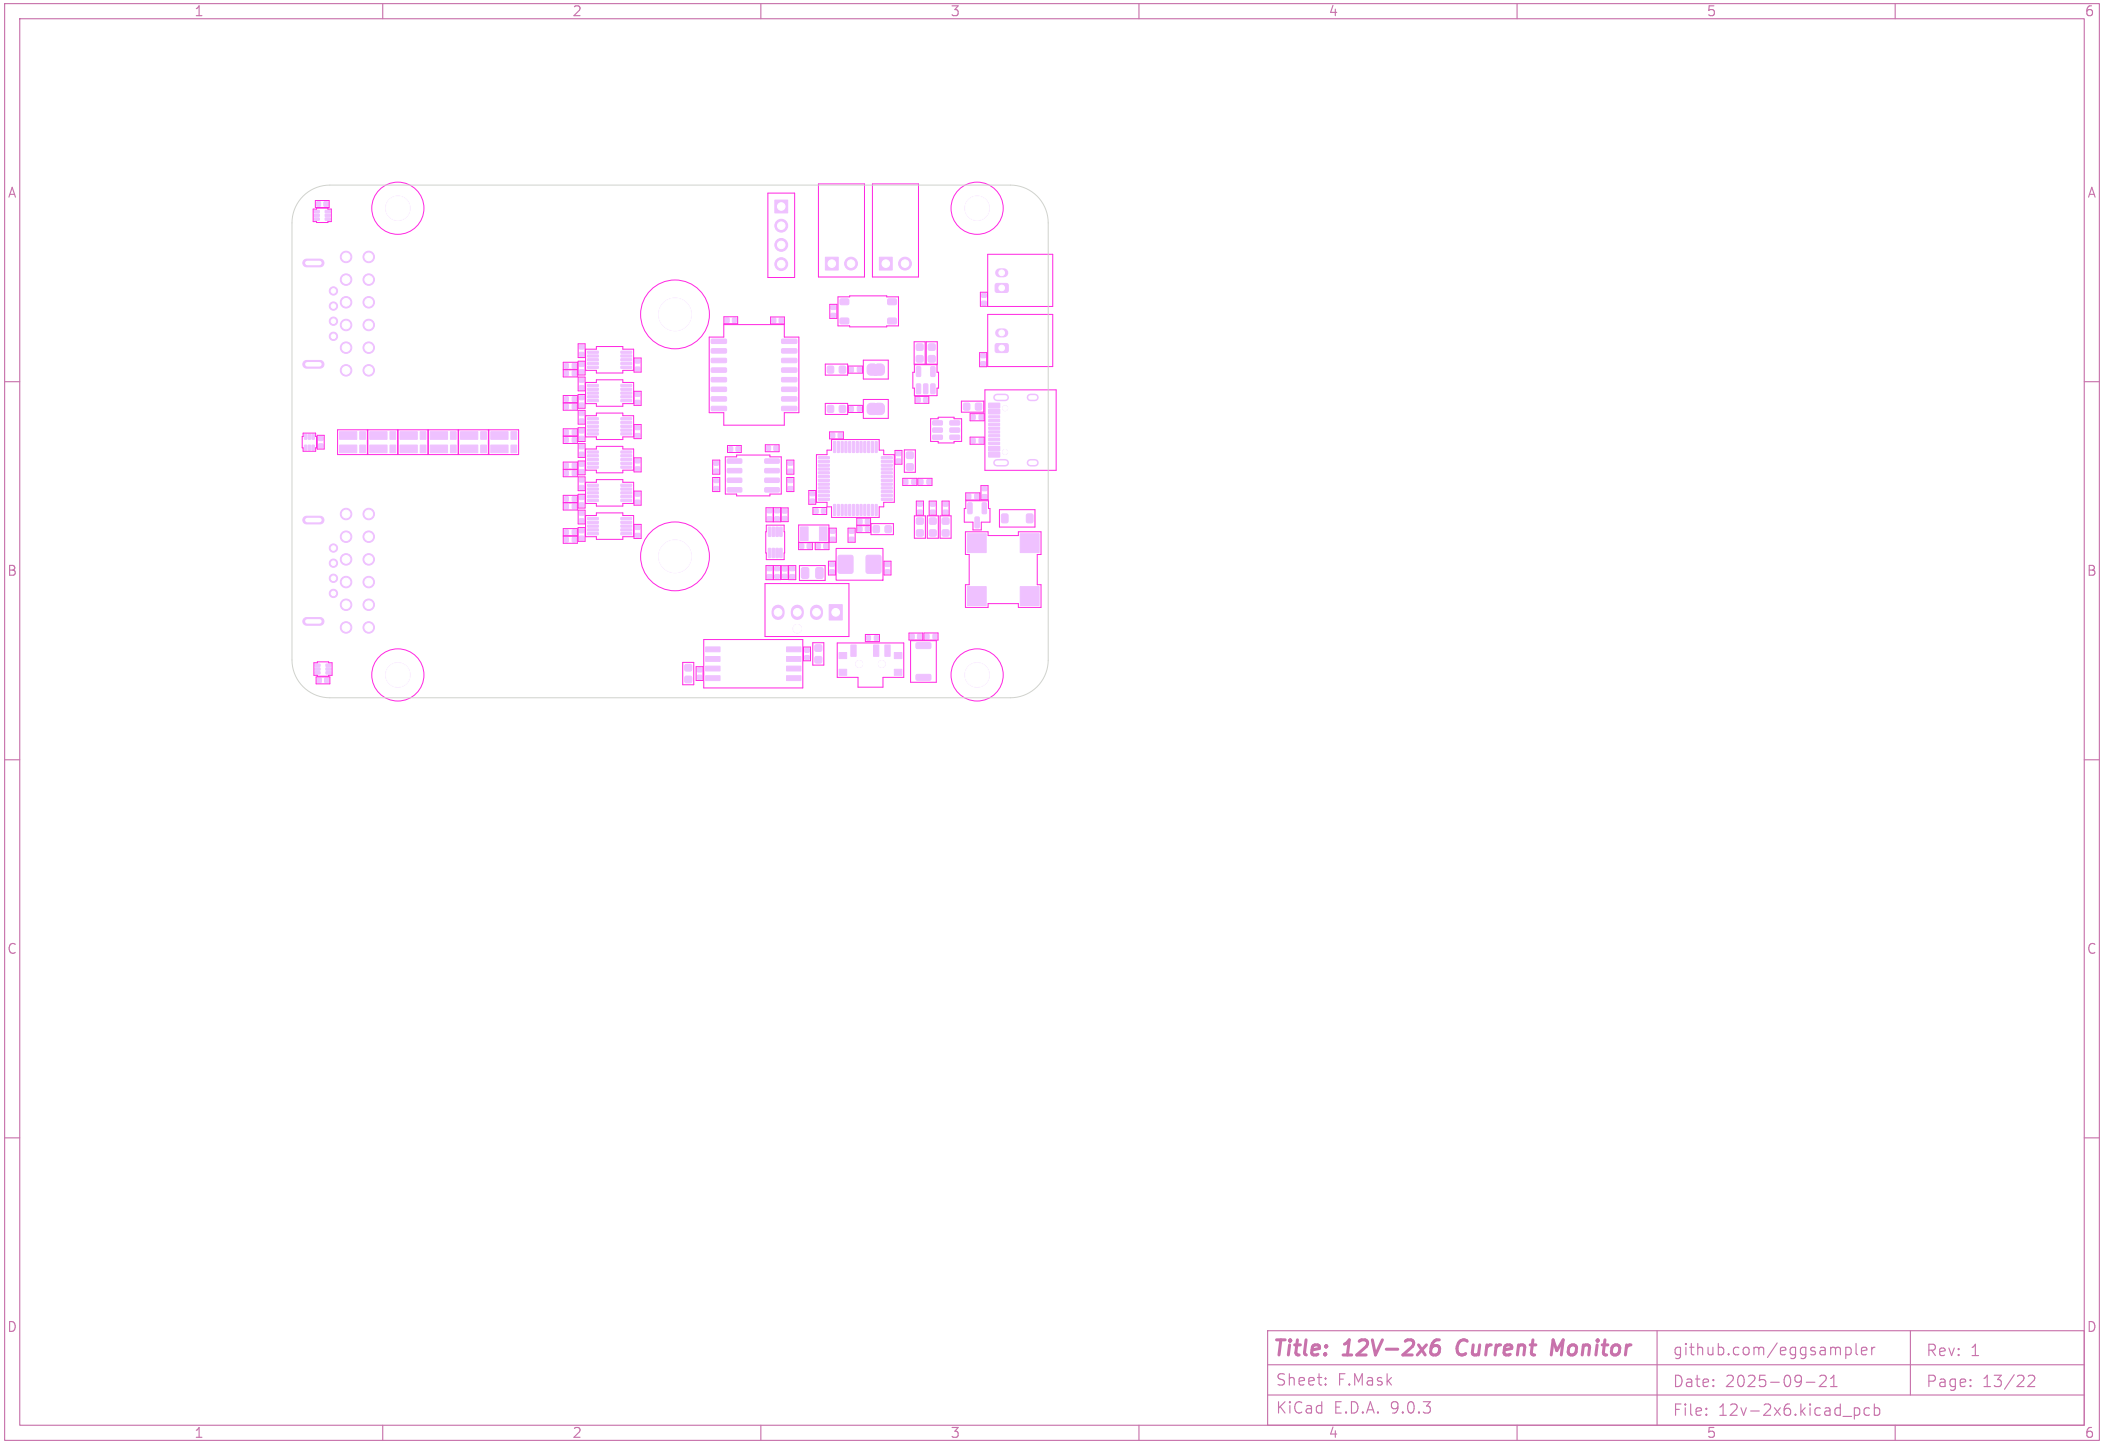 1 2 3 4 5 6
A A
B B
C C
D D
Title: 12V-2x6 Current Monitor
github.com/eggsampler
Rev: 1
Sheet: F.Mask
Date: 2025-09-21
Page: 13/22
KiCad E.D.A. 9.0.3
File: 12v-2x6.kicad_pcb
1 2 3 4 5 6